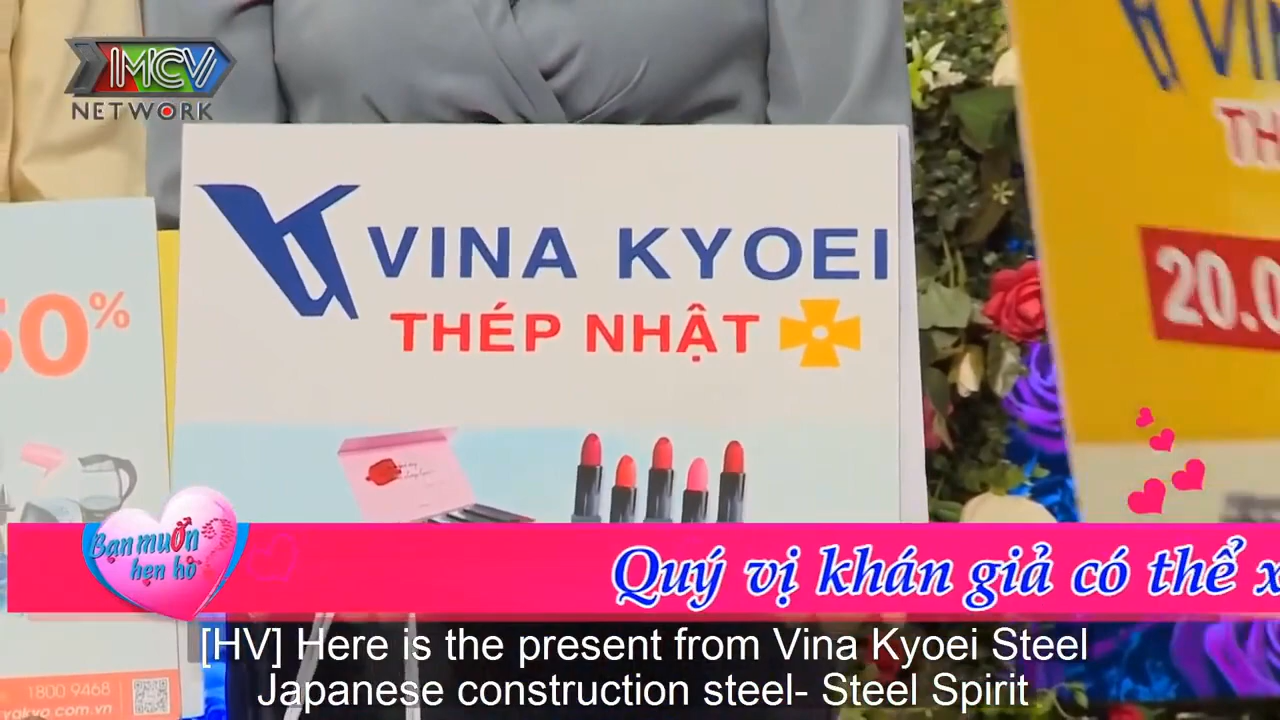 MCV
NETWORK
VINA KYOEI
THÉP NHẬT
50%
20.0
Bạn muốn
hẹn hò
Quý vị khán giả có thể x
[HV] Here is the present from Vina Kyoei Steel
Japanese construction steel- Steel Spirit
1800 9468